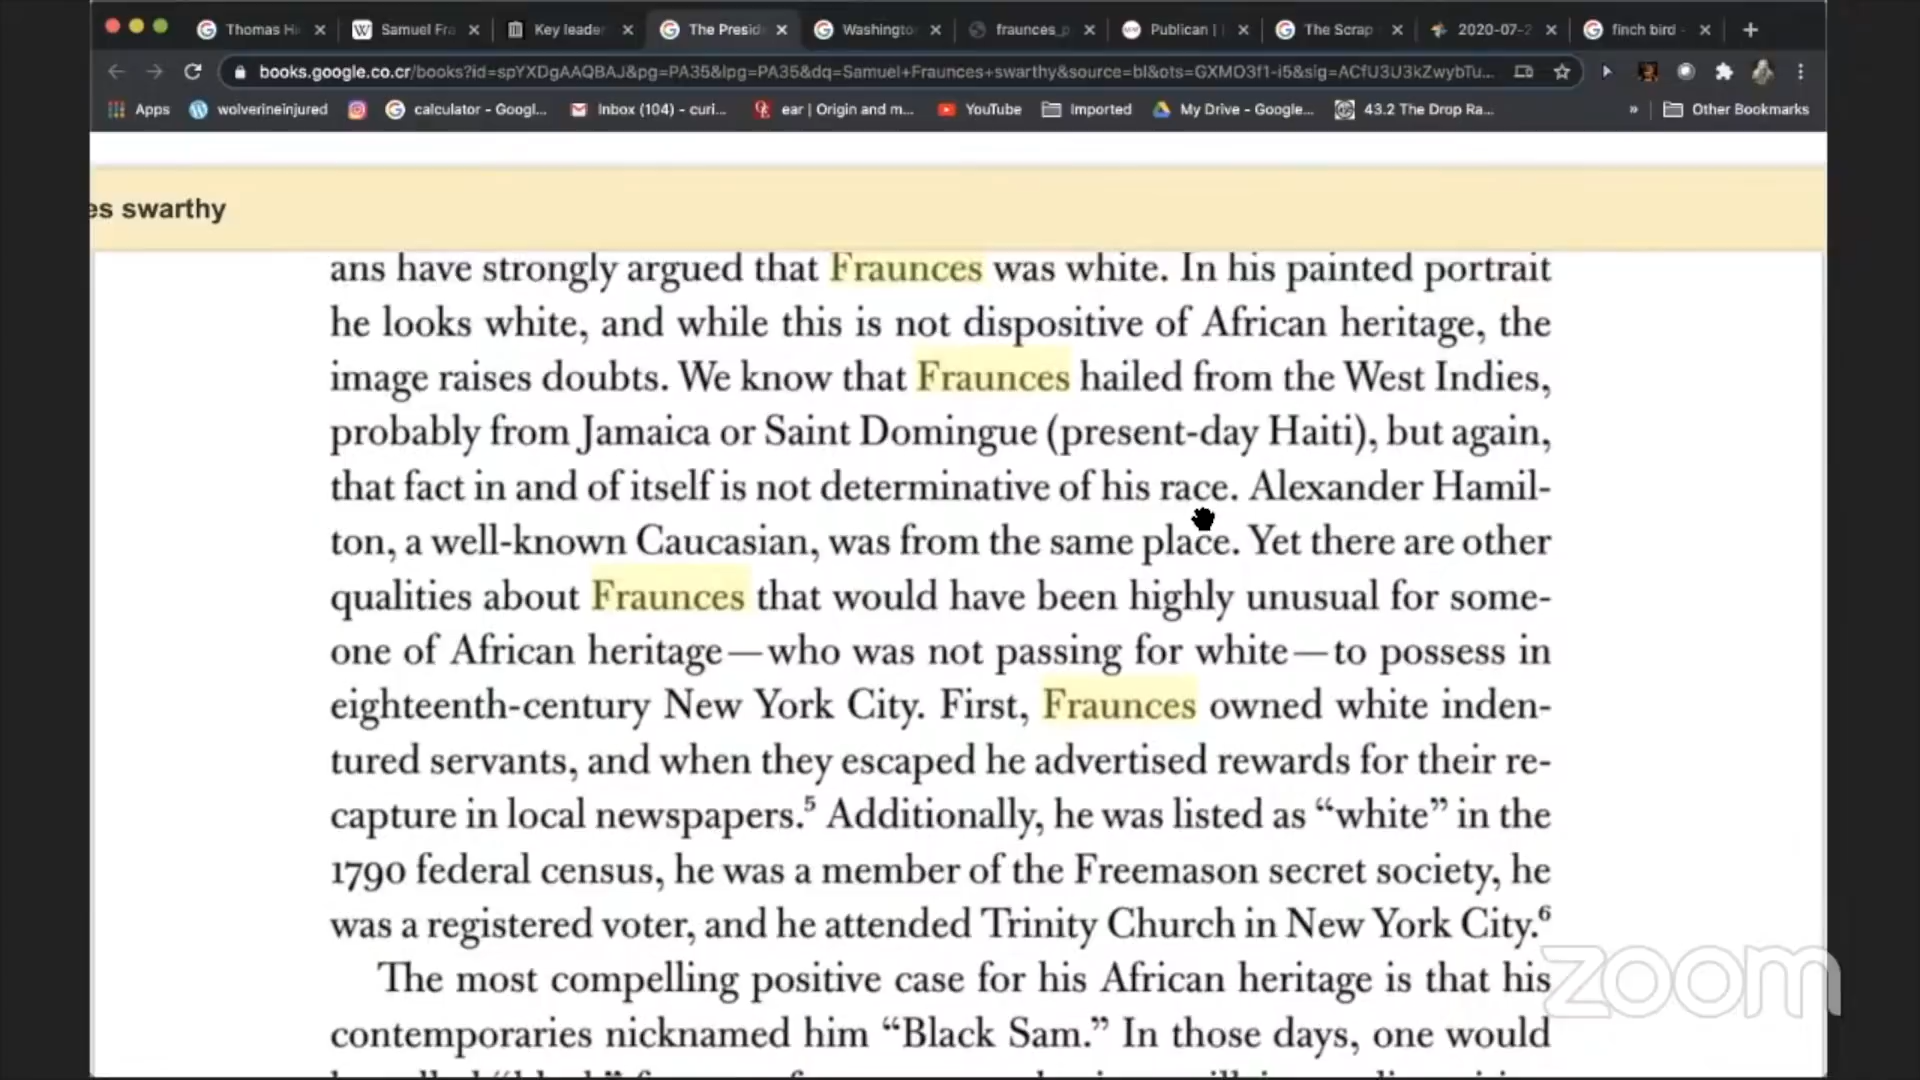 Thomas Hi
Samuel Fra
Key leader
The Presid
Washingto
fraunces_p
Publican | |
The Scrap
2020-07-2
finch bird -
books.google.co.cr/books?id=spYXDgAAQBAJ&pg=PA35&lpg=PA35&dq=Samuel+Fraunces+swarthy&source=bl&ots=GXMO3f1-i5&sig=ACfU3U3kZwybTu...
Apps
wolverineinjured
calculator - Googl...
Inbox (104) - curi...
ear | Origin and m...
YouTube
Imported
My Drive - Google...
43.2 The Drop Ra...
»
Other Bookmarks
es swarthy
ans have strongly argued that Fraunces was white. In his painted portrait
he looks white, and while this is not dispositive of African heritage, the
image raises doubts. We know that Fraunces hailed from the West Indies,
probably from Jamaica or Saint Domingue (present-day Haiti), but again,
that fact in and of itself is not determinative of his race. Alexander Hamil-
ton, a well-known Caucasian, was from the same place. Yet there are other
qualities about Fraunces that would have been highly unusual for some-
one of African heritage—who was not passing for white—to possess in
eighteenth-century New York City. First, Fraunces owned white inden-
tured servants, and when they escaped he advertised rewards for their re-
capture in local newspapers.⁵ Additionally, he was listed as “white” in the
1790 federal census, he was a member of the Freemason secret society, he
was a registered voter, and he attended Trinity Church in New York City.⁶
The most compelling positive case for his African heritage is that his
contemporaries nicknamed him “Black Sam.” In those days, one would
zoom